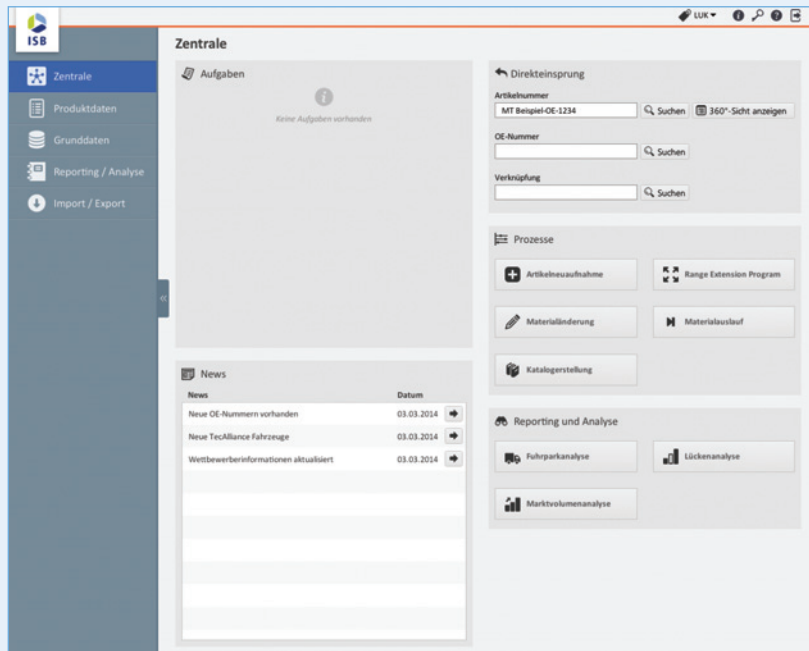 ISB
LUK
Zentrale
Produktdaten
Grunddaten
Reporting / Analyse
Import / Export
Zentrale
Aufgaben
Keine Aufgaben vorhanden
News
News Datum
Neue OE-Nummern vorhanden 03.03.2014
Neue TecAlliance Fahrzeuge 03.03.2014
Wettbewerberinformationen aktualisiert 03.03.2014
Direkteinsprung
Artikelnummer
MT Beispiel-OE-1234 Suchen 360°-Sicht anzeigen
OE-Nummer
Suchen
Verknüpfung
Suchen
Prozesse
Artikelneuaufnahme Range Extension Program
Materialänderung Materialauslauf
Katalogerstellung
Reporting und Analyse
Fuhrparkanalyse Lückenanalyse
Marktvolumenanalyse